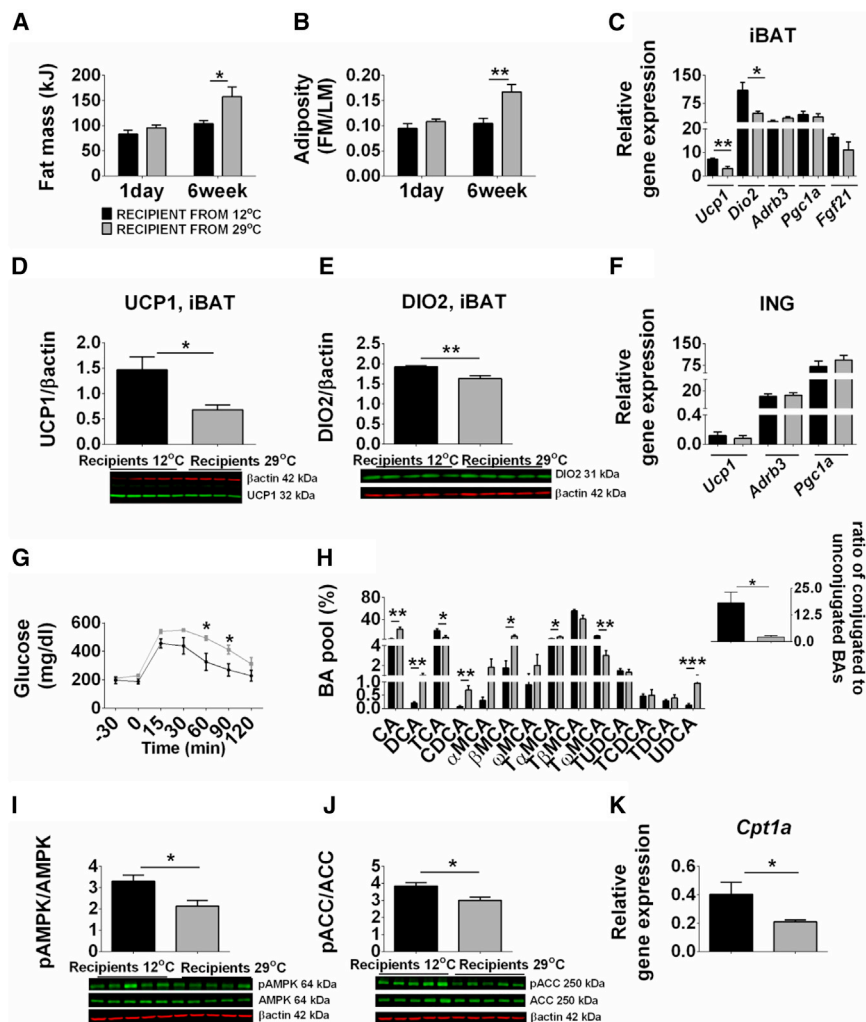 A
Fat mass (kJ)
200
150
100
50
0
*
1day
6week
RECIPIENT FROM 12°C
RECIPIENT FROM 29°C
B
Adiposity
(FM/LM)
0.20
0.15
0.10
0.05
0.00
**
1day
6week
C
iBAT
Relative
gene expression
150
75
20
10
0
**
*
Ucp1
Dio2
Adrb3
Pgc1a
Fgf21
D
UCP1, iBAT
UCP1/βactin
2.0
1.5
1.0
0.5
0.0
*
Recipients 12°C
Recipients 29°C
βactin 42 kDa
UCP1 32 kDa
E
DIO2, iBAT
DIO2/βactin
2.5
2.0
1.5
1.0
0.5
0.0
**
Recipients 12°C
Recipients 29°C
DIO2 31 kDa
βactin 42 kDa
F
ING
Relative
gene expression
150
75
20
0.4
0.0
Ucp1
Adrb3
Pgc1a
G
Glucose
(mg/dl)
600
400
200
0
*
*
-30
0
15
30
60
90
120
Time (min)
H
BA pool (%)
80
40
4
2
1.0
0.5
0.0
**
**
*
**
*
*
**
***
CA
DCA
TCA
CDCA
αMCA
βMCA
ωMCA
TαMCA
TβMCA
TωMCA
TUDCA
TCDCA
TDCA
UDCA
*
25.0
12.5
0.0
ratio of conjugated to
unconjugated BAs
I
pAMPK/AMPK
4
3
2
1
0
*
Recipients 12°C
Recipients 29°C
pAMPK 64 kDa
AMPK 64 kDa
βactin 42 kDa
J
pACC/ACC
5
4
3
2
1
0
*
Recipients 12°C
Recipients 29°C
pACC 250 kDa
ACC 250 kDa
βactin 42 kDa
K
Cpt1a
Relative
gene expression
0.6
0.4
0.2
0.0
*